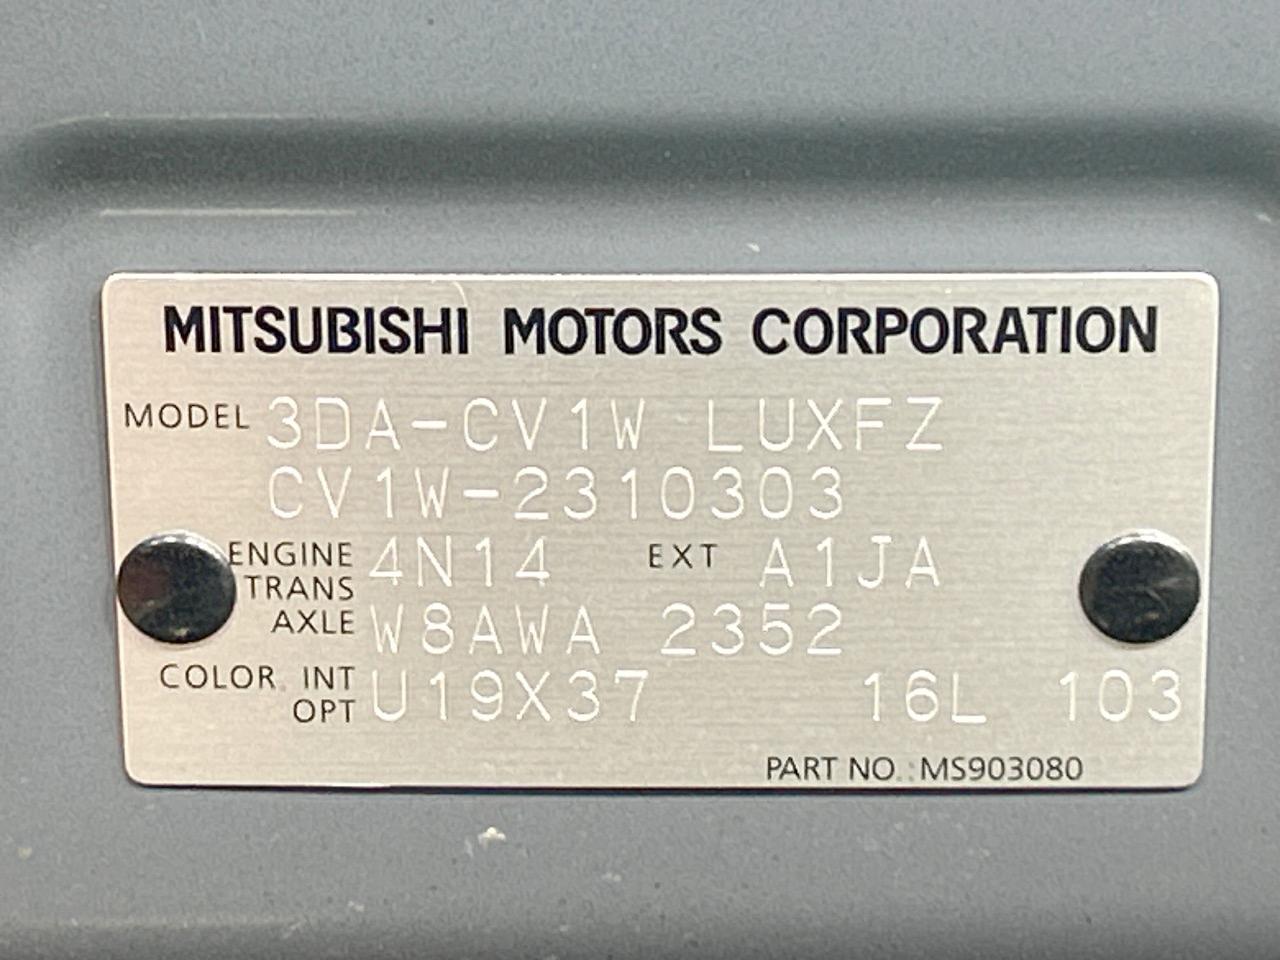 MITSUBISHI MOTORS CORPORATION
MODEL 3DA-CV1W LUXFZ
CV1W-2310303
ENGINE 4N14 EXT A1JA
TRANS
AXLE W8AWA 2352
COLOR INT
OPT U19X37 16L 103
PART NO. : MS903080